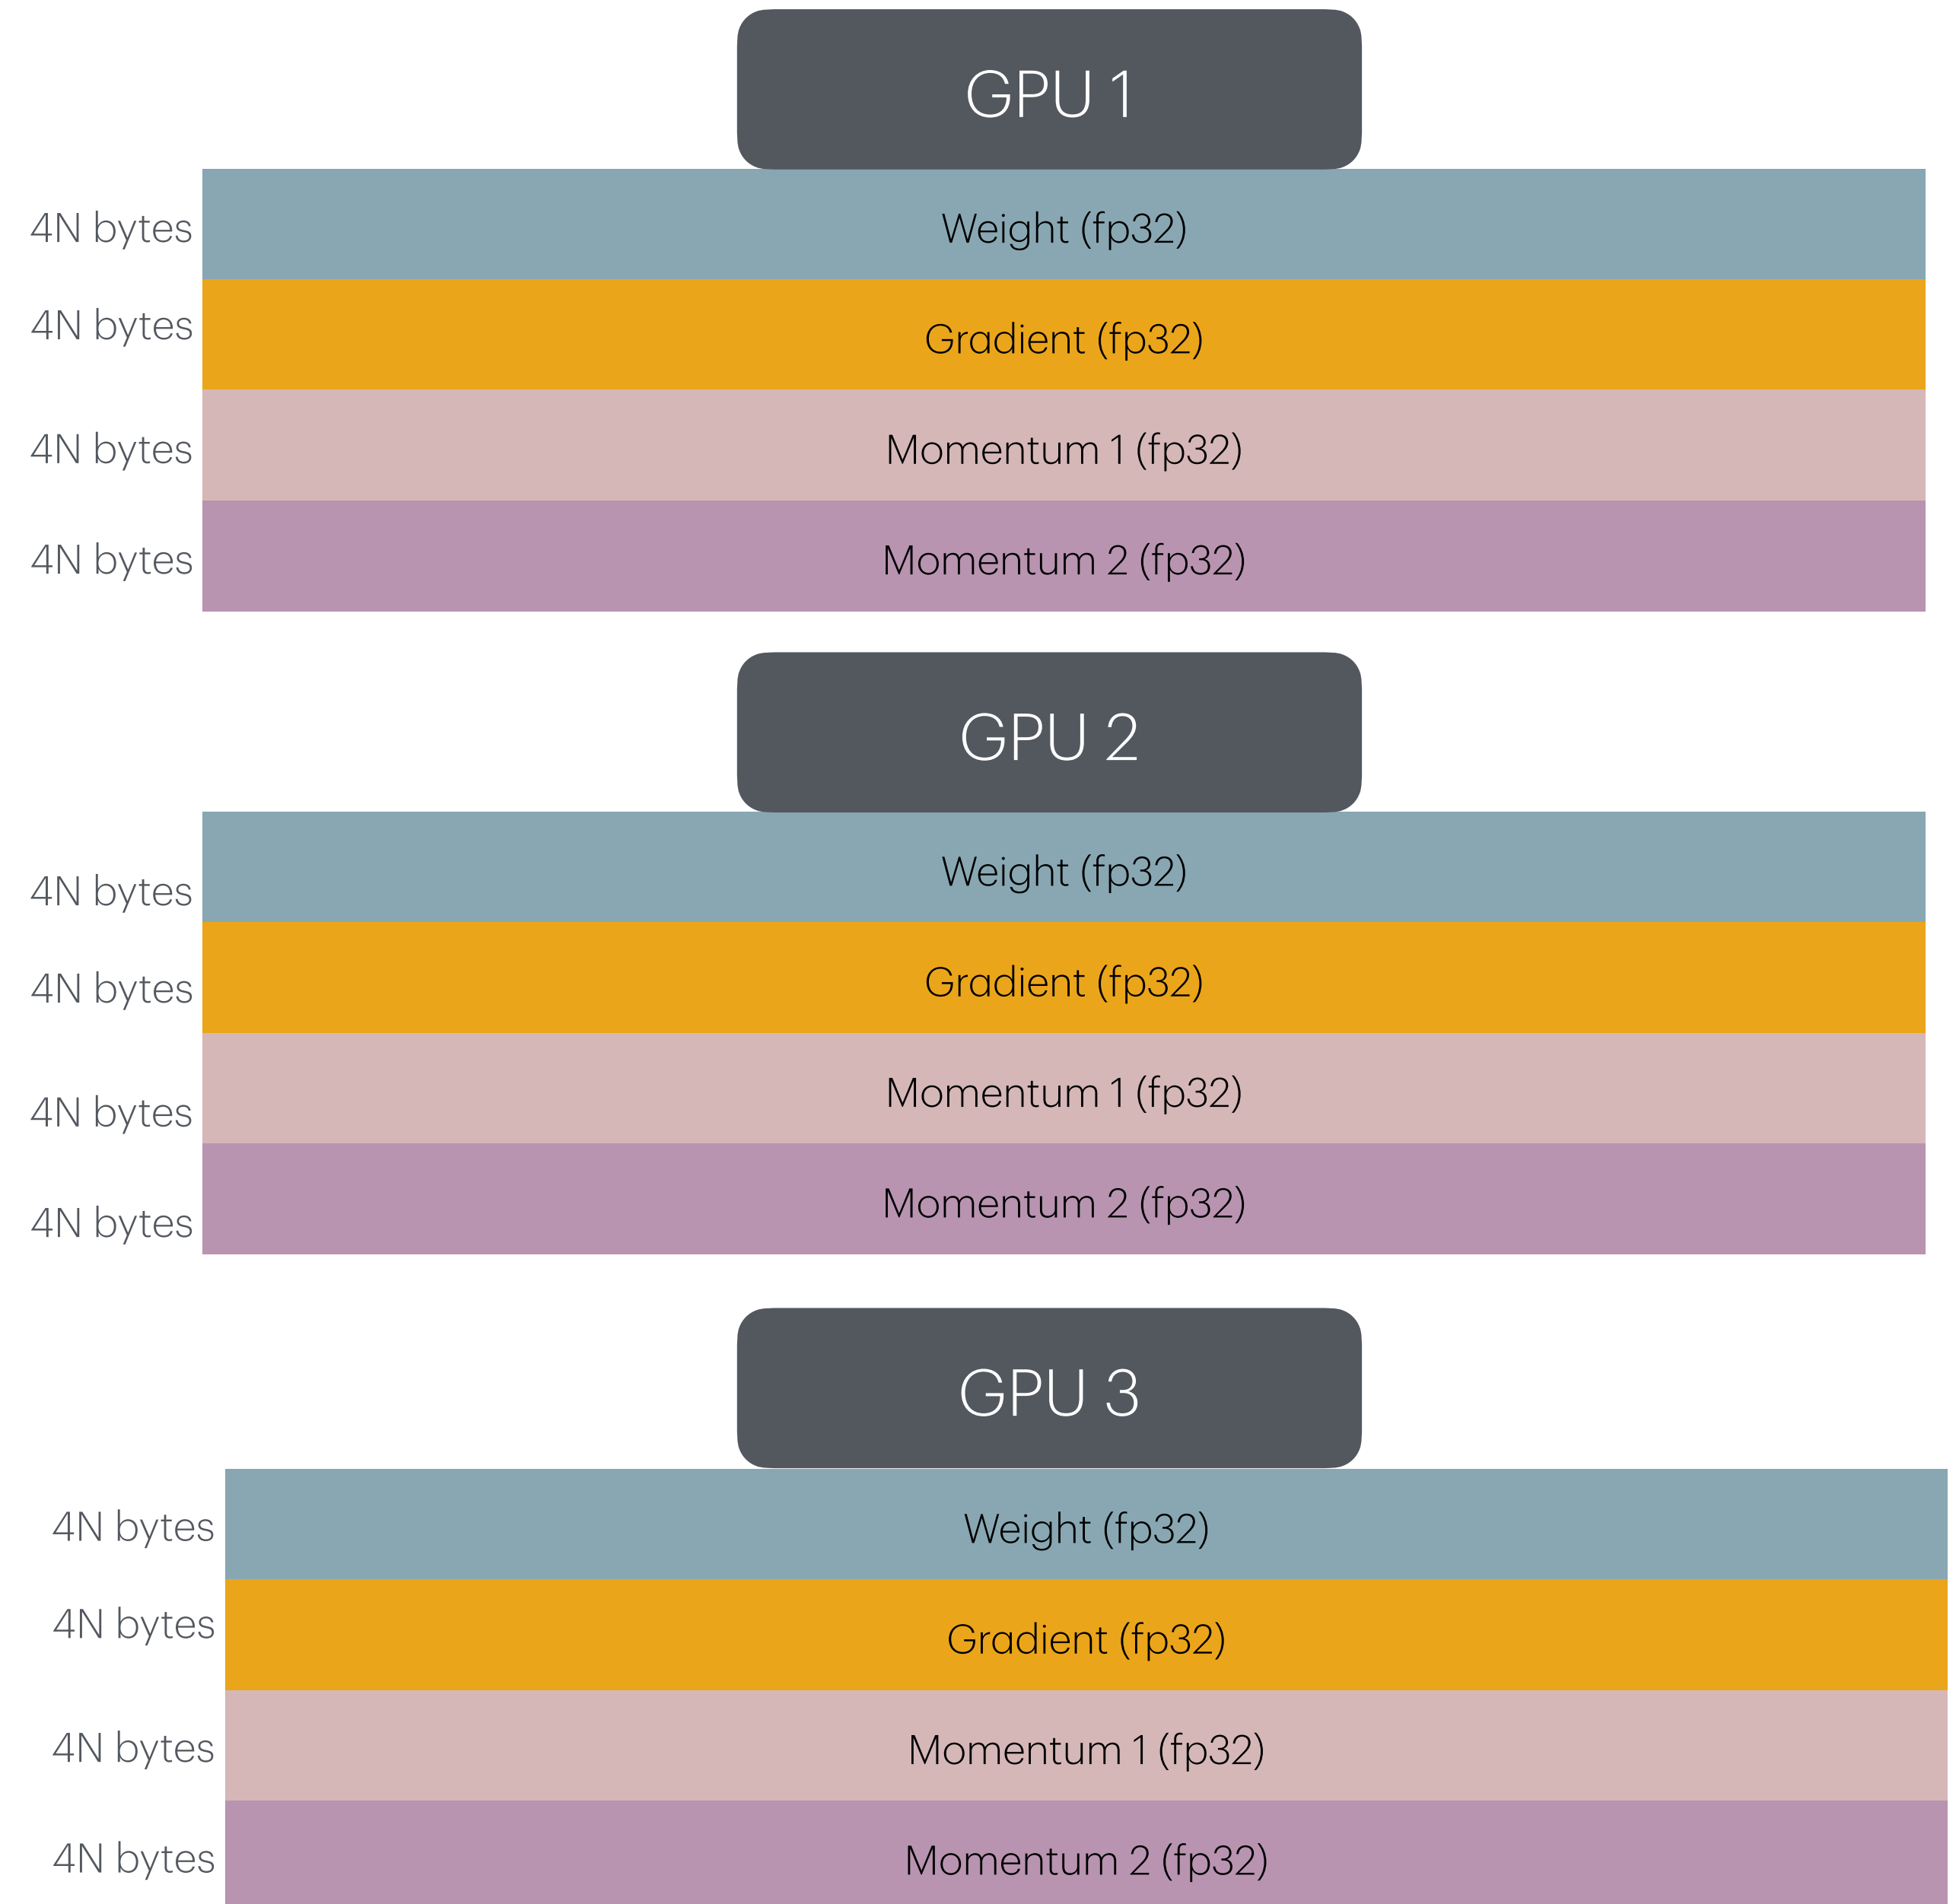 GPU 1
4N bytes
Weight (fp32)
4N bytes
Gradient (fp32)
4N bytes
Momentum 1 (fp32)
4N bytes
Momentum 2 (fp32)
GPU 2
4N bytes
Weight (fp32)
4N bytes
Gradient (fp32)
4N bytes
Momentum 1 (fp32)
4N bytes
Momentum 2 (fp32)
GPU 3
4N bytes
Weight (fp32)
4N bytes
Gradient (fp32)
4N bytes
Momentum 1 (fp32)
4N bytes
Momentum 2 (fp32)